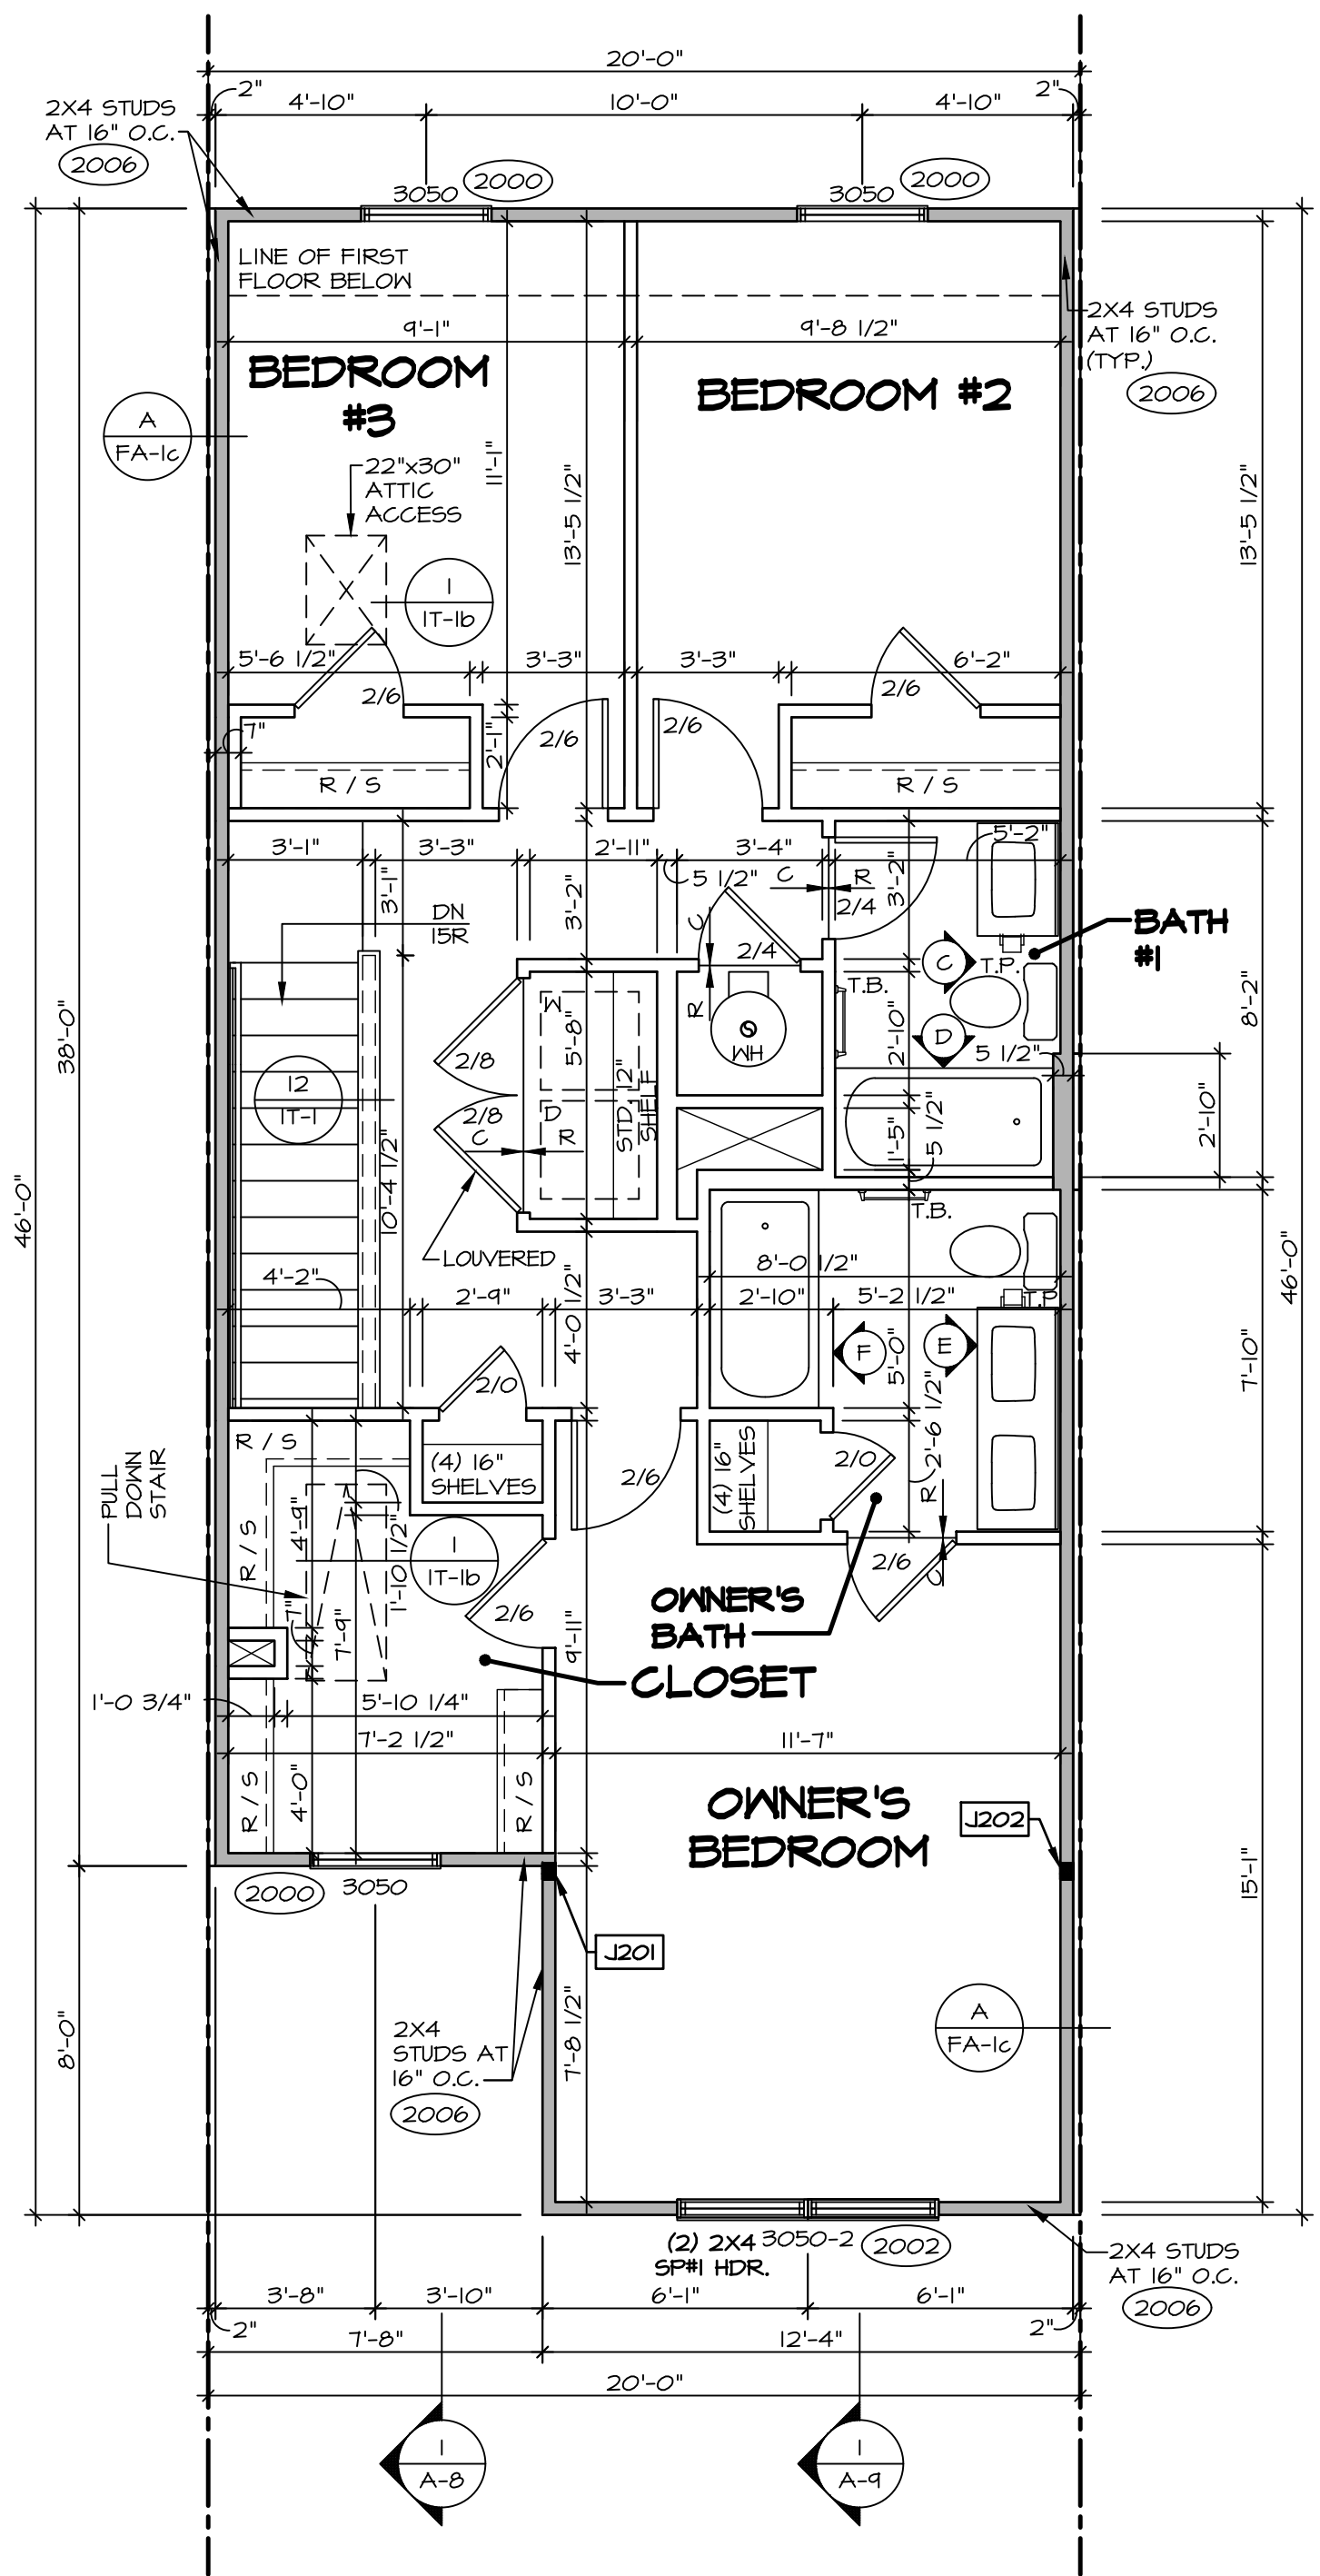 20'-0"
2"
4'-10"
10'-0"
4'-10"
2"
2X4 STUDS
AT 16" O.C.
2006
3050
2000
3050
2000
LINE OF FIRST
FLOOR BELOW
9'-1"
9'-8 1/2"
2X4 STUDS
AT 16" O.C.
(TYP.)
2006
BEDROOM
#3
BEDROOM #2
A
FA-1c
22"x30"
ATTIC
ACCESS
11'-1"
13'-5 1/2"
13'-5 1/2"
1
IT-1b
5'-6 1/2"
3'-3"
3'-3"
6'-2"
2/6
2/6
2/6
2/6
7"
2'-1"
R / S
R / S
3'-1"
3'-3"
2'-11"
5 1/2"
3'-4"
5'-2"
C
R
3'-1"
3'-2"
3'-2"
2/4
DN
15R
C
2/4
R
BATH
#1
C
T.P.
T.B.
W
WH
D
38'-0"
8'-2"
2/8
5'-8"
2'-10"
5 1/2"
12
IT-1
2/8
D
C
R
STD. 12"
SHELF
1'-5"
5 1/2"
2'-10"
10'-4 1/2"
46'-0"
T.B.
LOUVERED
8'-0 1/2"
46'-0"
4'-2"
2'-9"
4'-0 1/2"
3'-3"
2'-10"
5'-2 1/2"
T.P.
F
E
5'-0"
7'-10"
2/0
R / S
(4) 16"
SHELVES
2/6
(4) 16"
SHELVES
2/0
2'-6 1/2"
R
PULL
DOWN
STAIR
R / S
4'-9"
1'-10 1/2"
1
IT-1b
2/6
C
7"
7'-9"
2/6
9'-11"
OWNER'S
BATH
CLOSET
1'-0 3/4"
5'-10 1/4"
7'-2 1/2"
11'-7"
R / S
4'-0"
R / S
OWNER'S
BEDROOM
J202
15'-1"
2000
3050
J201
8'-0"
2X4
STUDS AT
16" O.C.
2006
7'-8 1/2"
A
FA-1c
(2) 2X4
SP#1 HDR.
3050-2
2002
2X4 STUDS
AT 16" O.C.
2006
3'-8"
3'-10"
6'-1"
6'-1"
2"
2"
7'-8"
12'-4"
20'-0"
1
A-8
1
A-9